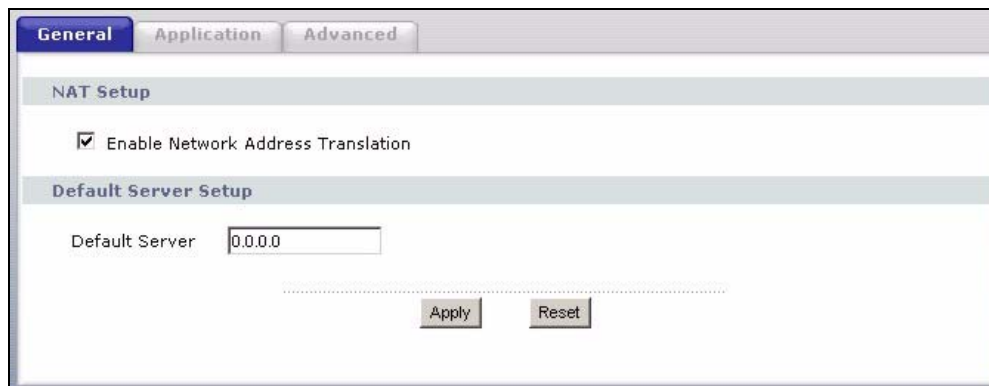 General Application Advanced
NAT Setup
Enable Network Address Translation
Default Server Setup
Default Server 0.0.0.0
Apply Reset